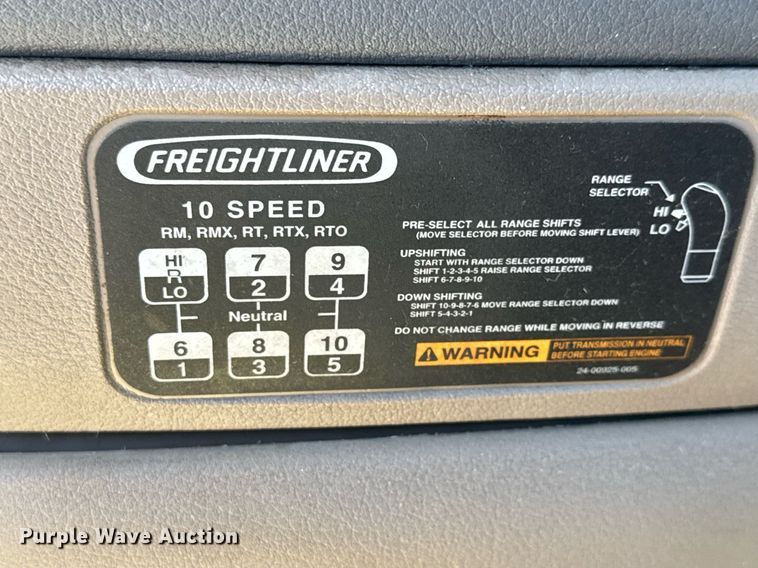 FREIGHTLINER
10 SPEED
RM, RMX, RT, RTX, RTO
HI
R
LO
7
2
9
4
Neutral
6
1
8
3
10
5
RANGE
SELECTOR
HI
LO
PRE-SELECT ALL RANGE SHIFTS
(MOVE SELECTOR BEFORE MOVING SHIFT LEVER)
UPSHIFTING
START WITH RANGE SELECTOR DOWN
SHIFT 1-2-3-4-5 RAISE RANGE SELECTOR
SHIFT 6-7-8-9-10
DOWN SHIFTING
SHIFT 10-9-8-7-6 MOVE RANGE SELECTOR DOWN
SHIFT 5-4-3-2-1
DO NOT CHANGE RANGE WHILE MOVING IN REVERSE
WARNING
PUT TRANSMISSION IN NEUTRAL
BEFORE STARTING ENGINE
24-00925-005
Purple Wave Auction